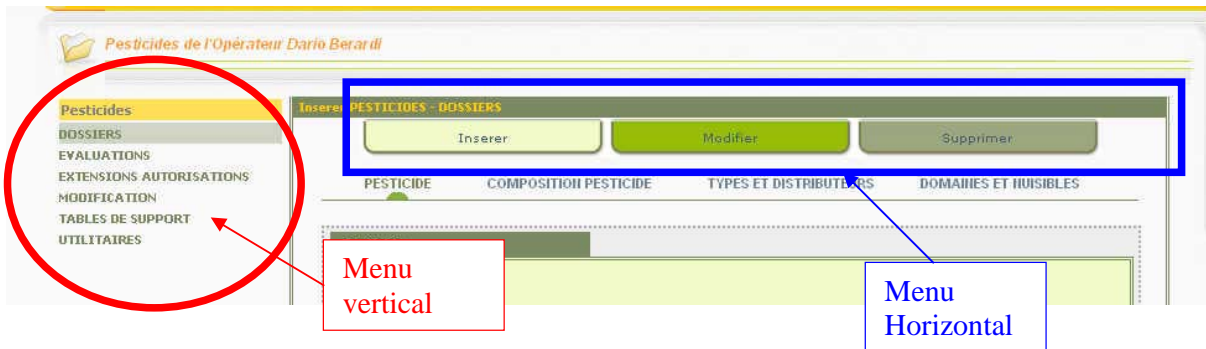 Pesticides de l'Opérateur Dario Berardi
Pesticides
DOSSIERS
EVALUATIONS
EXTENSIONS AUTORISATIONS
MODIFICATION
TABLES DE SUPPORT
UTILITAIRES
Inserer PESTICIDES - DOSSIERS
Inserer Modifier Supprimer
PESTICIDE COMPOSITION PESTICIDE TYPES ET DISTRIBUTEURS DOMAINES ET NUISIBLES
Menu
vertical
Menu
Horizontal